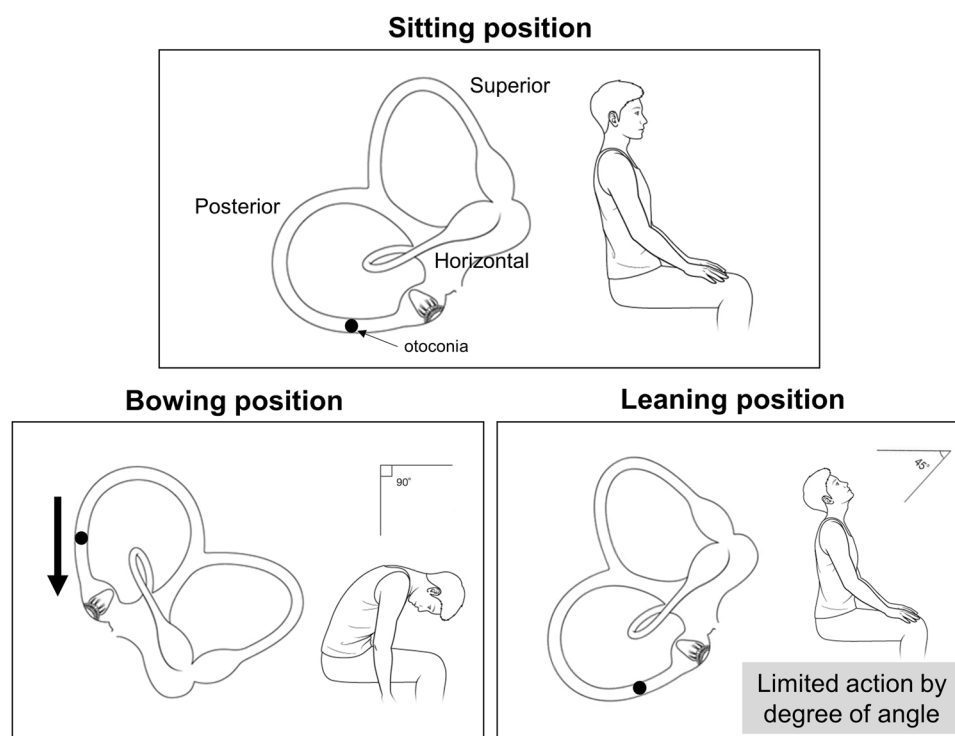 Sitting position
Superior
Posterior
Horizontal
otoconia
Bowing position
90°
Leaning position
45°
Limited action by
degree of angle